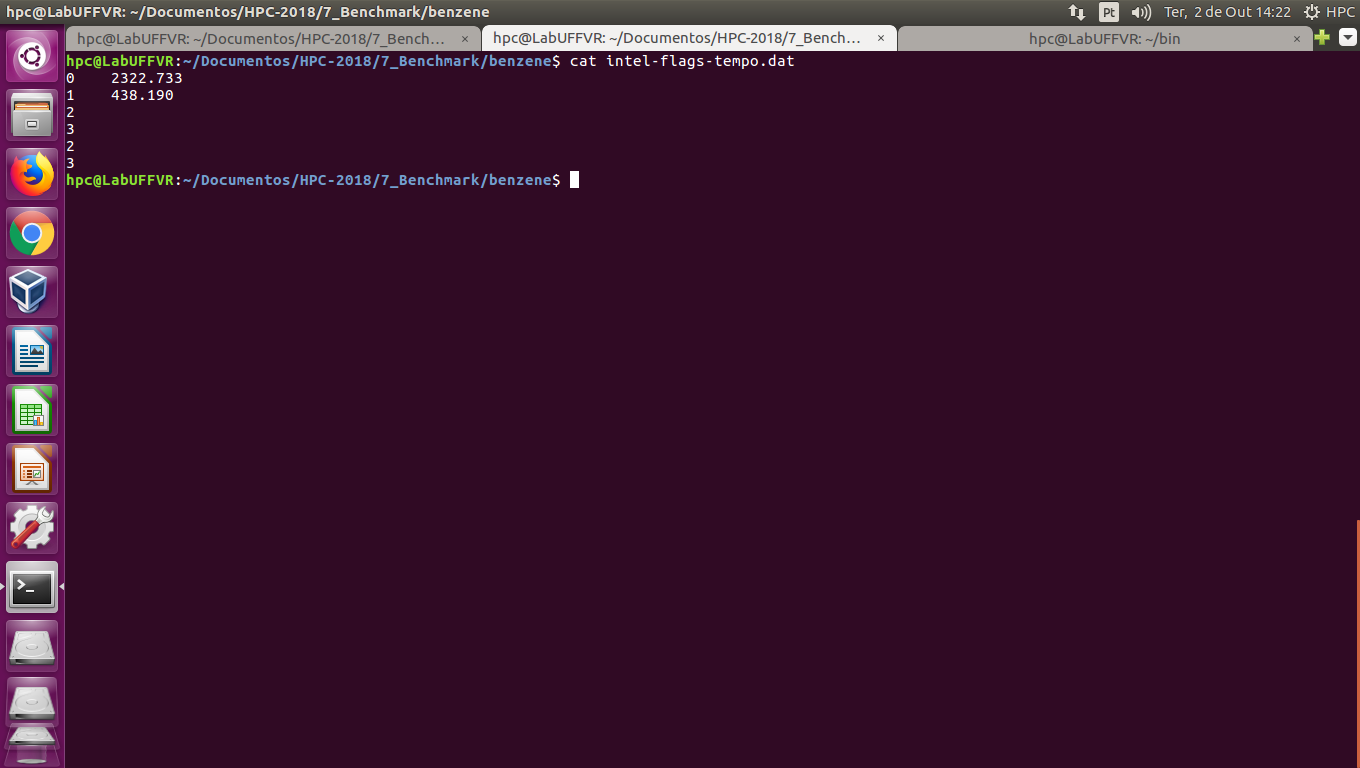 hpc@LabUFFVR: ~/Documentos/HPC-2018/7_Benchmark/benzene
Pt
Ter, 2 de Out 14:22
HPC
hpc@LabUFFVR: ~/Documentos/HPC-2018/7_Bench… ×
hpc@LabUFFVR: ~/Documentos/HPC-2018/7_Bench… ×
hpc@LabUFFVR: ~/bin ×
hpc@LabUFFVR:~/Documentos/HPC-2018/7_Benchmark/benzene$ cat intel-flags-tempo.dat
0    2322.733
1    438.190
2
3
2
3
hpc@LabUFFVR:~/Documentos/HPC-2018/7_Benchmark/benzene$